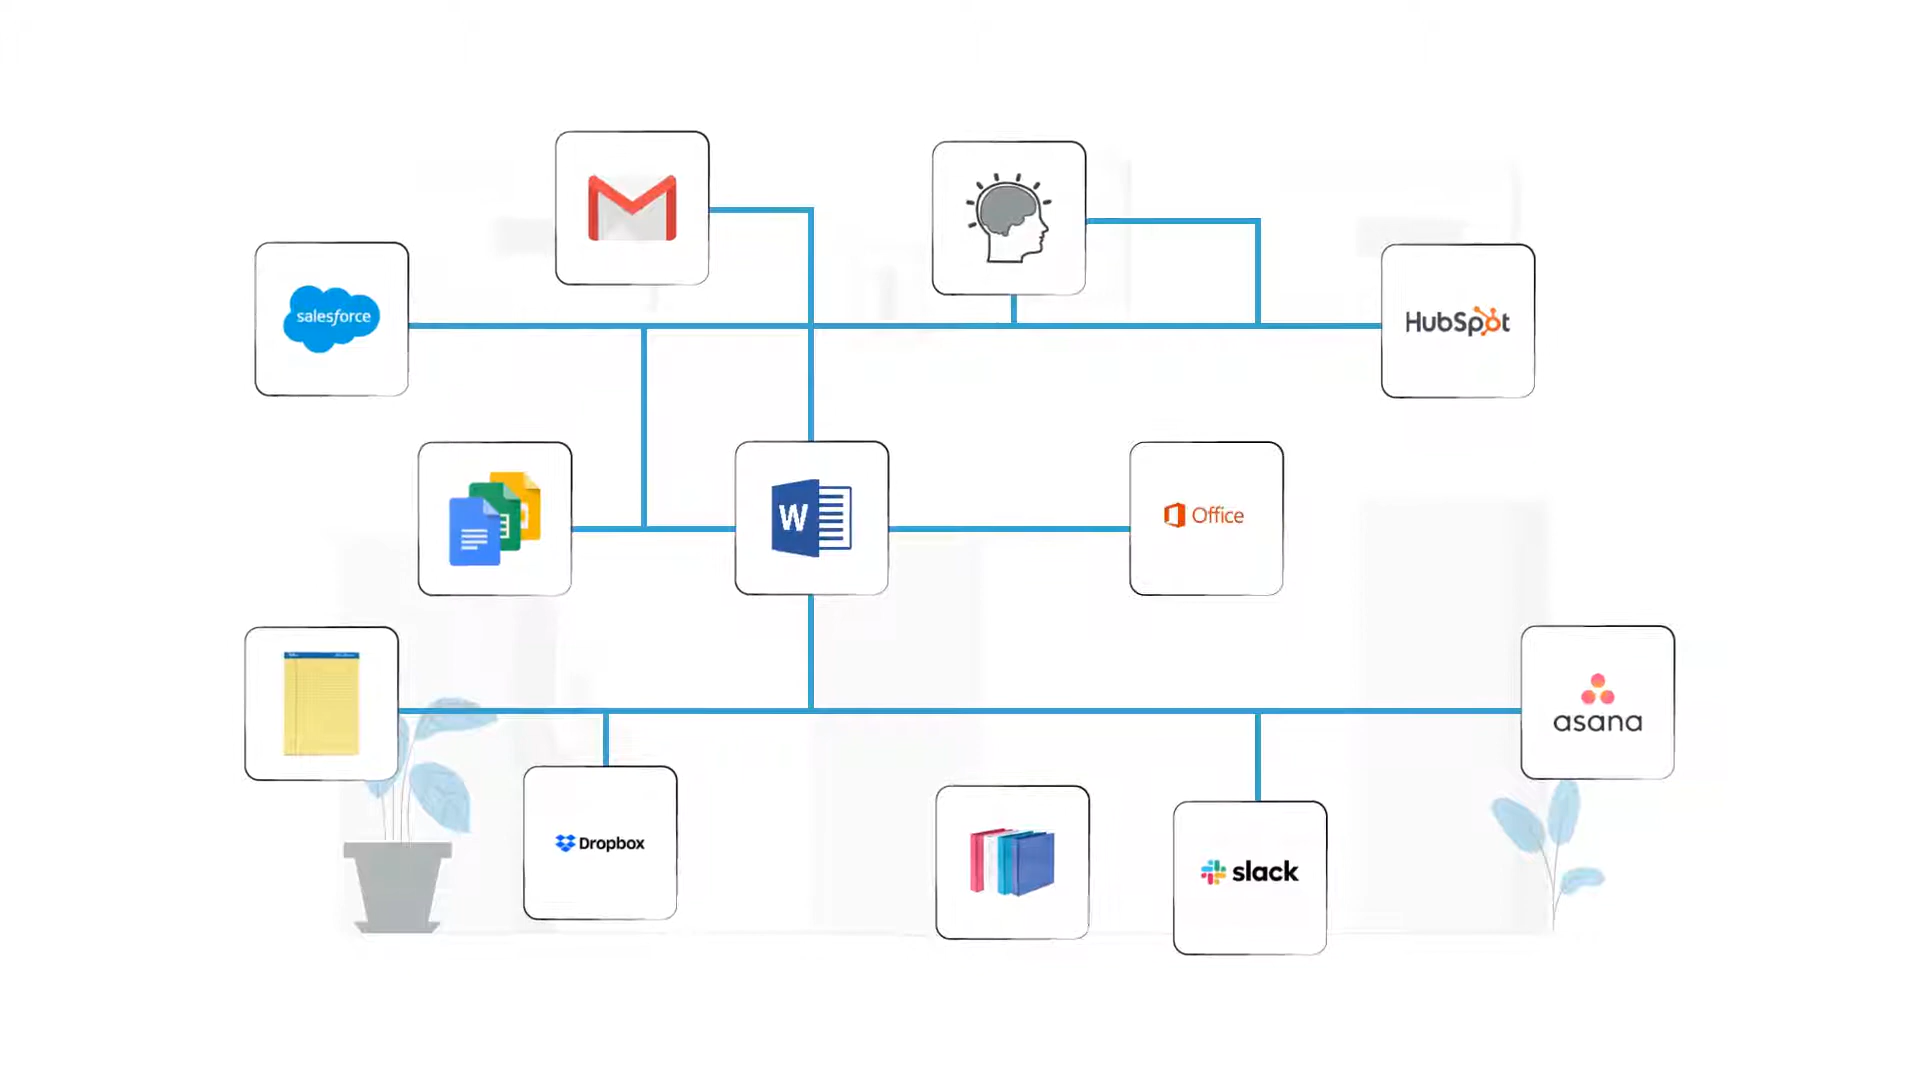 salesforce
HubSpot
W
Office
asana
Dropbox
slack